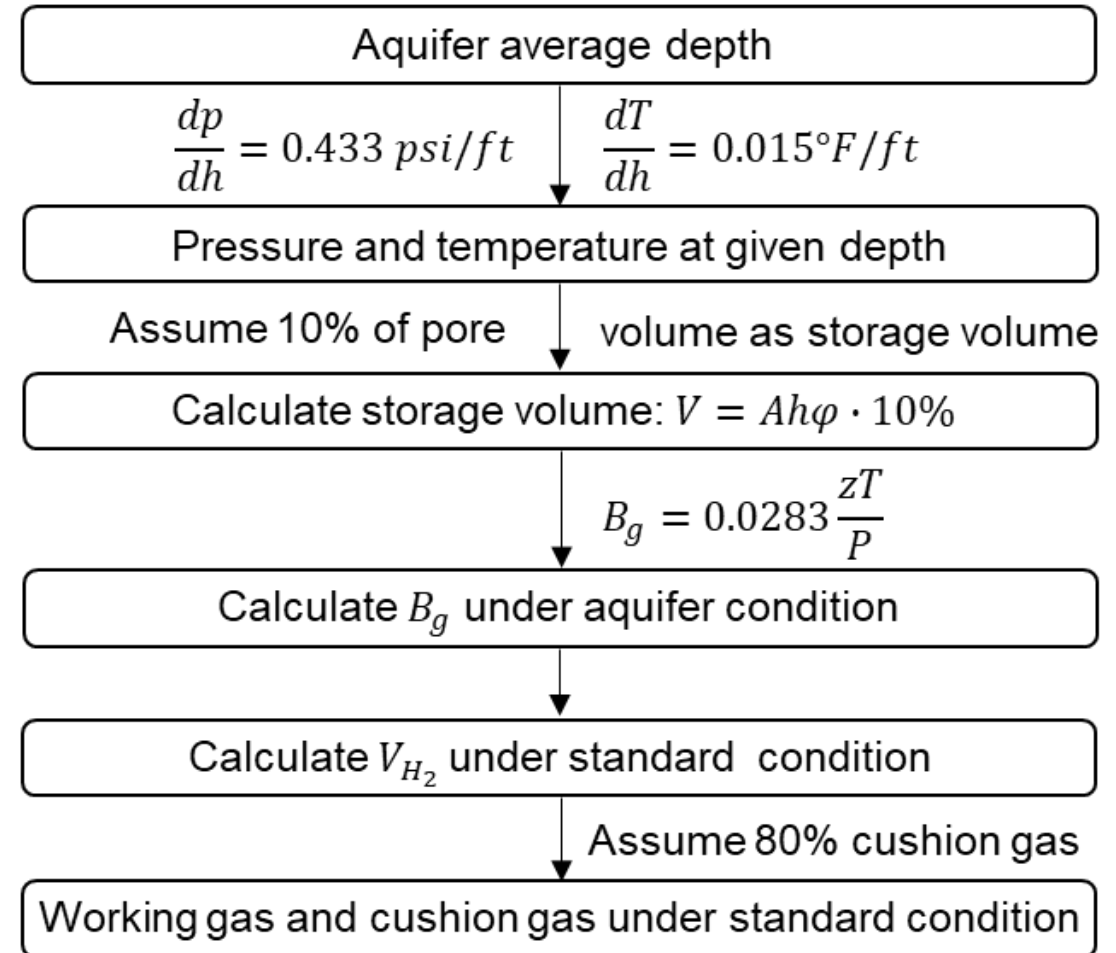 Aquifer average depth
dp/dh = 0.433 psi/ft dT/dh = 0.015°F/ft
Pressure and temperature at given depth
Assume 10% of pore volume as storage volume
Calculate storage volume: V = Ahφ · 10%
B_g = 0.0283 zT/P
Calculate B_g under aquifer condition
Calculate V_{H_2} under standard condition
Assume 80% cushion gas
Working gas and cushion gas under standard condition